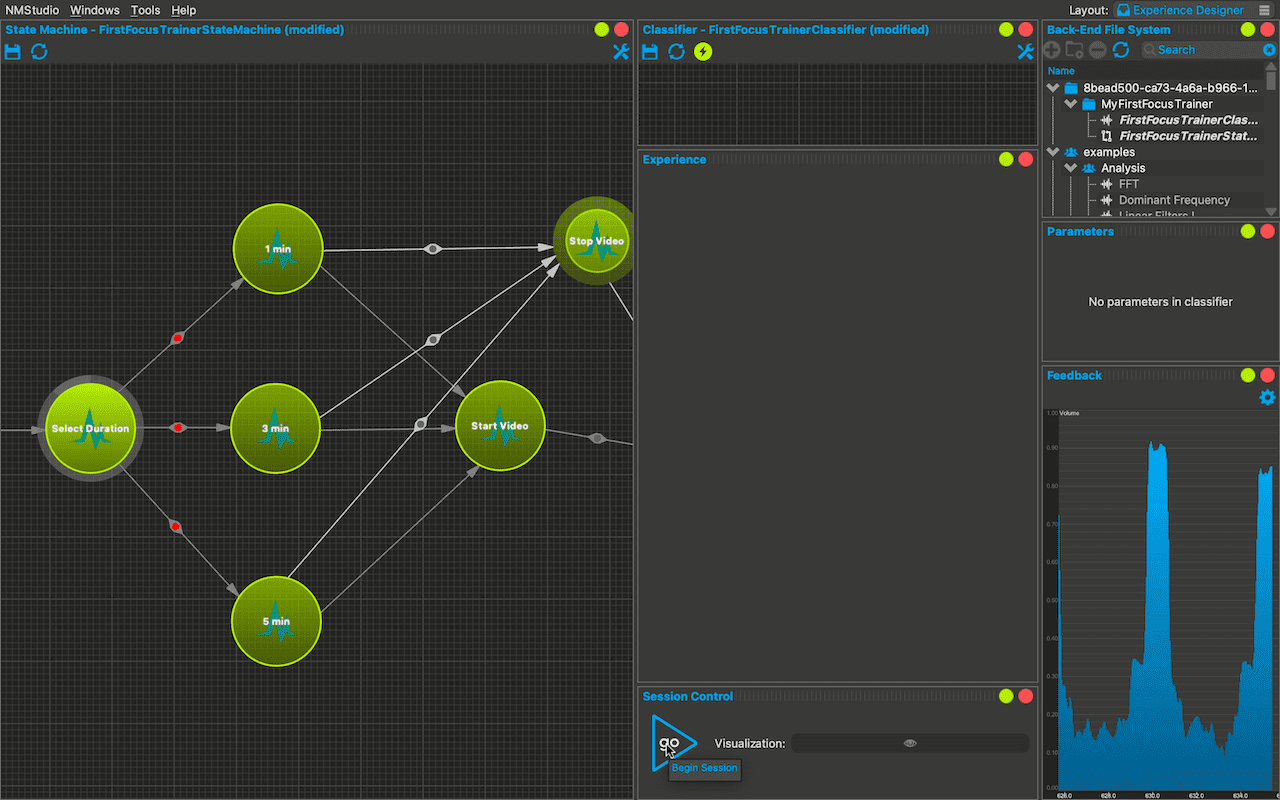 NMStudio Windows Tools Help
Layout: Experience Designer
State Machine - FirstFocusTrainerStateMachine (modified)
1 min
Stop Video
Select Duration
3 min
Start Video
5 min
Classifier - FirstFocusTrainerClassifier (modified)
Experience
Session Control
go
Visualization:
Begin Session
Back-End File System
Search
Name
8bead500-ca73-4a6a-b966-1...
MyFirstFocusTrainer
FirstFocusTrainerClas...
FirstFocusTrainerStat...
examples
Analysis
FFT
Dominant Frequency
Linear Filters I
Parameters
No parameters in classifier
Feedback
Volume
1.00
0.90
0.80
0.70
0.60
0.50
0.40
0.30
0.20
0.10
0.00
626.0 628.0 630.0 632.0 634.0